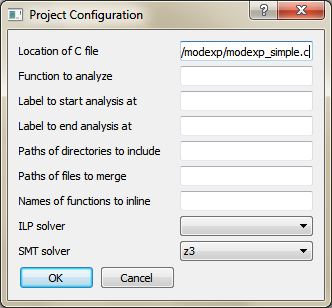 Project Configuration
Location of C file
/modexp/modexp_simple.c
Function to analyze
Label to start analysis at
Label to end analysis at
Paths of directories to include
Paths of files to merge
Names of functions to inline
ILP solver
SMT solver
z3
OK
Cancel